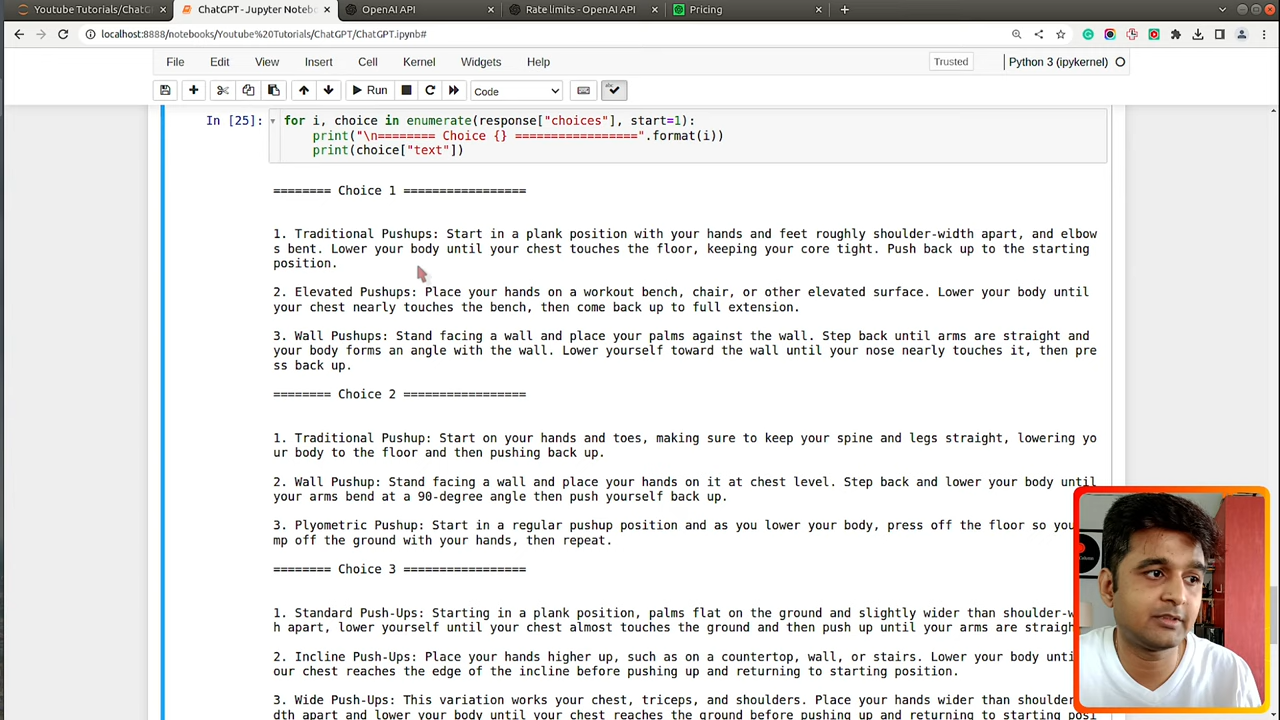 Youtube Tutorials/ChatG
ChatGPT - Jupyter Notebo
OpenAI API
Rate limits - OpenAI API
Pricing
localhost:8888/notebooks/Youtube%20Tutorials/ChatGPT/ChatGPT.ipynb#
File Edit View Insert Cell Kernel Widgets Help
Trusted
Python 3 (ipykernel)
Run
Code
In [25]:
for i, choice in enumerate(response["choices"], start=1):
print("\n======== Choice {} =================".format(i))
print(choice["text"])
======== Choice 1 =================
1. Traditional Pushups: Start in a plank position with your hands and feet roughly shoulder-width apart, and elbow
s bent. Lower your body until your chest touches the floor, keeping your core tight. Push back up to the starting
position.
2. Elevated Pushups: Place your hands on a workout bench, chair, or other elevated surface. Lower your body until
your chest nearly touches the bench, then come back up to full extension.
3. Wall Pushups: Stand facing a wall and place your palms against the wall. Step back until arms are straight and
your body forms an angle with the wall. Lower yourself toward the wall until your nose nearly touches it, then pre
ss back up.
======== Choice 2 =================
1. Traditional Pushup: Start on your hands and toes, making sure to keep your spine and legs straight, lowering yo
ur body to the floor and then pushing back up.
2. Wall Pushup: Stand facing a wall and place your hands on it at chest level. Step back and lower your body until
your arms bend at a 90-degree angle then push yourself back up.
3. Plyometric Pushup: Start in a regular pushup position and as you lower your body, press off the floor so you
mp off the ground with your hands, then repeat.
======== Choice 3 =================
1. Standard Push-Ups: Starting in a plank position, palms flat on the ground and slightly wider than shoulder-w
h apart, lower yourself until your chest almost touches the ground and then push up until your arms are straigh
2. Incline Push-Ups: Place your hands higher up, such as on a countertop, wall, or stairs. Lower your body unti
our chest reaches the edge of the incline before pushing up and returning to starting position.
3. Wide Push-Ups: This variation works your chest, triceps, and shoulders. Place your hands wider than shoulder
dth apart and lower your body until your chest reaches the ground before pushing up and returning to starting posi